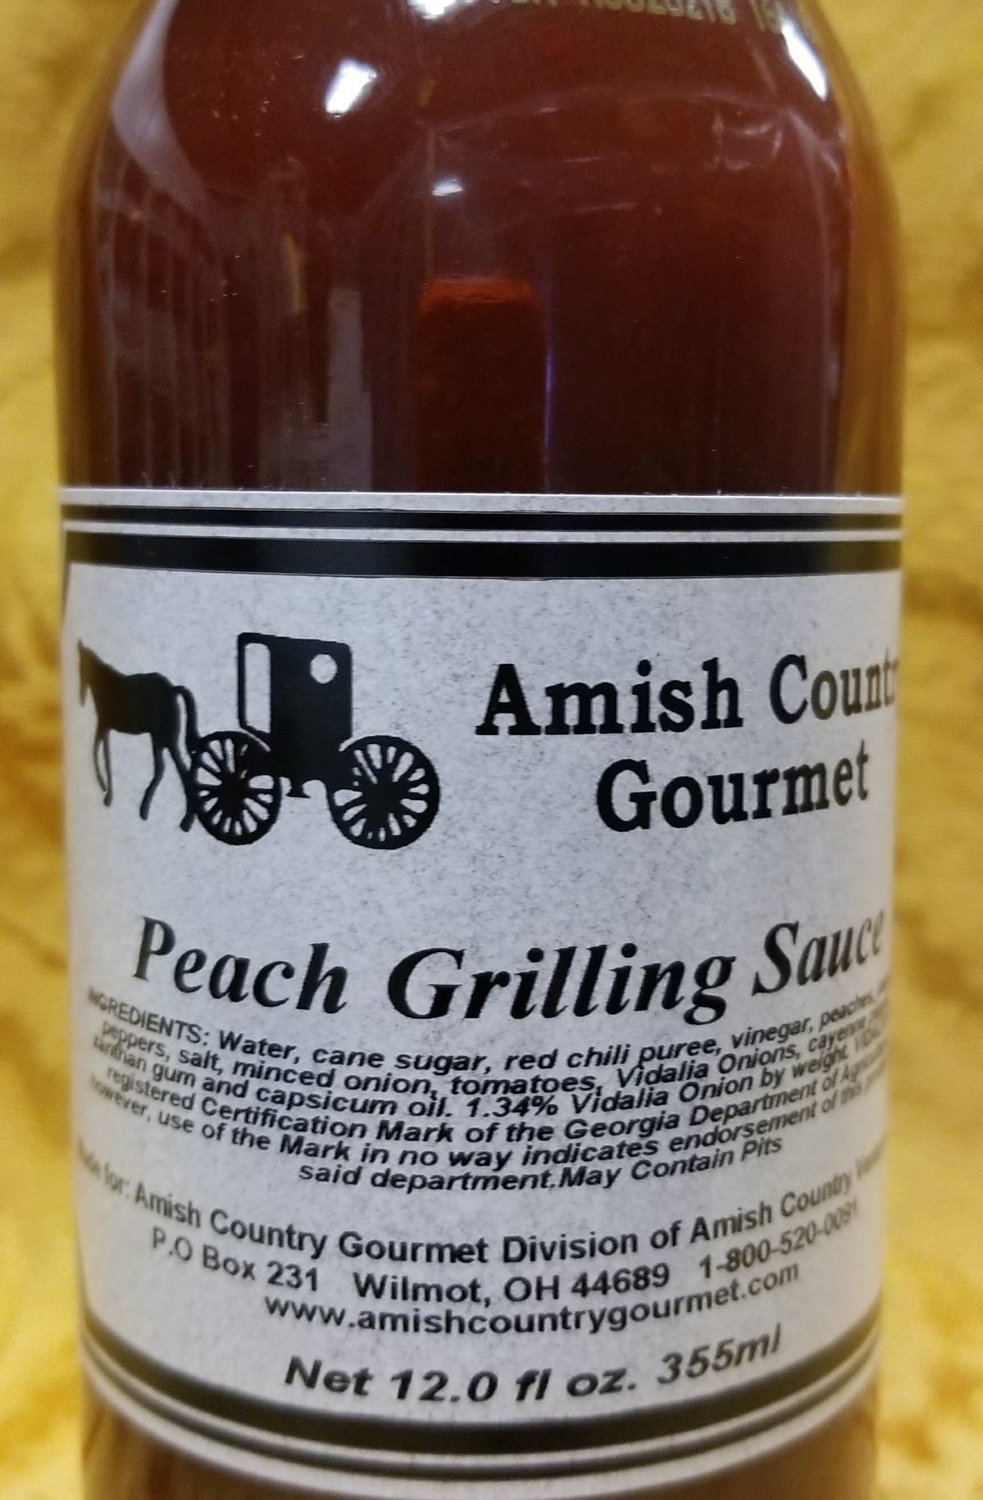 Amish Count
Gourmet
Peach Grilling Sauce
INGREDIENTS: Water, cane sugar, red chili puree, vinegar, peaches,
peppers, salt, minced onion, tomatoes, Vidalia Onions, cayenne
xanthan gum and capsicum oil. 1.34% Vidalia Onion by weight.
registered Certification Mark of the Georgia Department of
however, use of the Mark in no way indicates endorsement of this
said department.May Contain Pits
for: Amish Country Gourmet Division of Amish Country
P.O Box 231 Wilmot, OH 44689 1-800-520-0091
www.amishcountrygourmet.com
Net 12.0 fl oz. 355ml